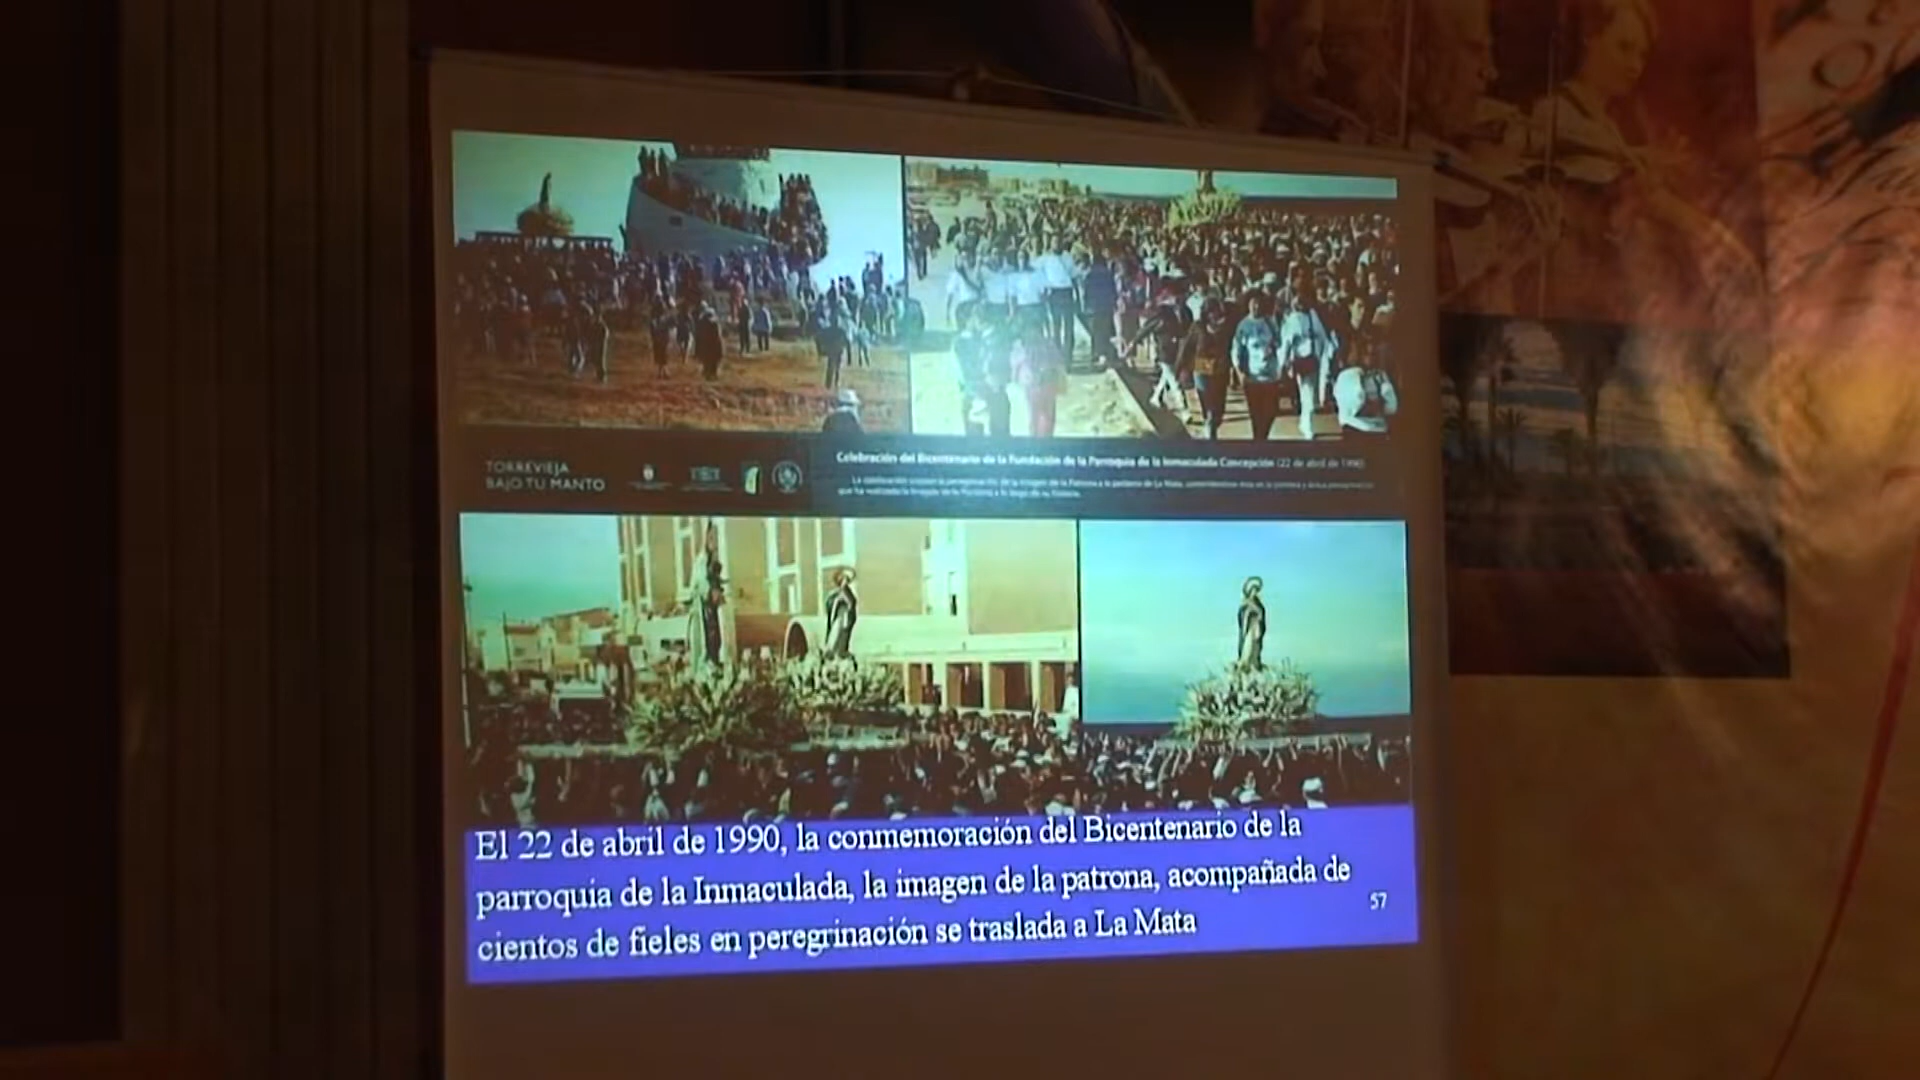 TORREVIEJA
BAJO TU MANTO
Celebración del Bicentenario de la Fundación de la Parroquia de la Inmaculada Concepción (22 de abril de 1990)
El 22 de abril de 1990, la conmemoración del Bicentenario de la
parroquia de la Inmaculada, la imagen de la patrona, acompañada de
cientos de fieles en peregrinación se traslada a La Mata
57